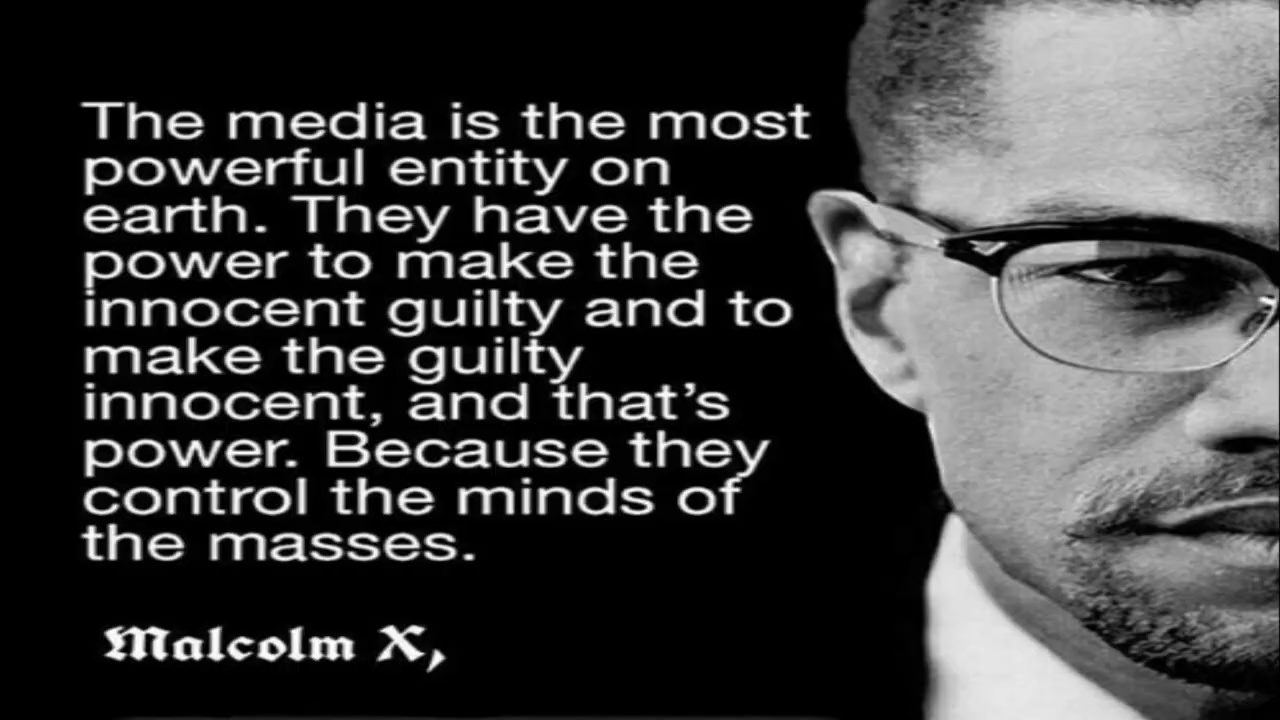 The media is the most
powerful entity on
earth. They have the
power to make the
innocent guilty and to
make the guilty
innocent, and that’s
power. Because they
control the minds of
the masses.
Malcolm X,